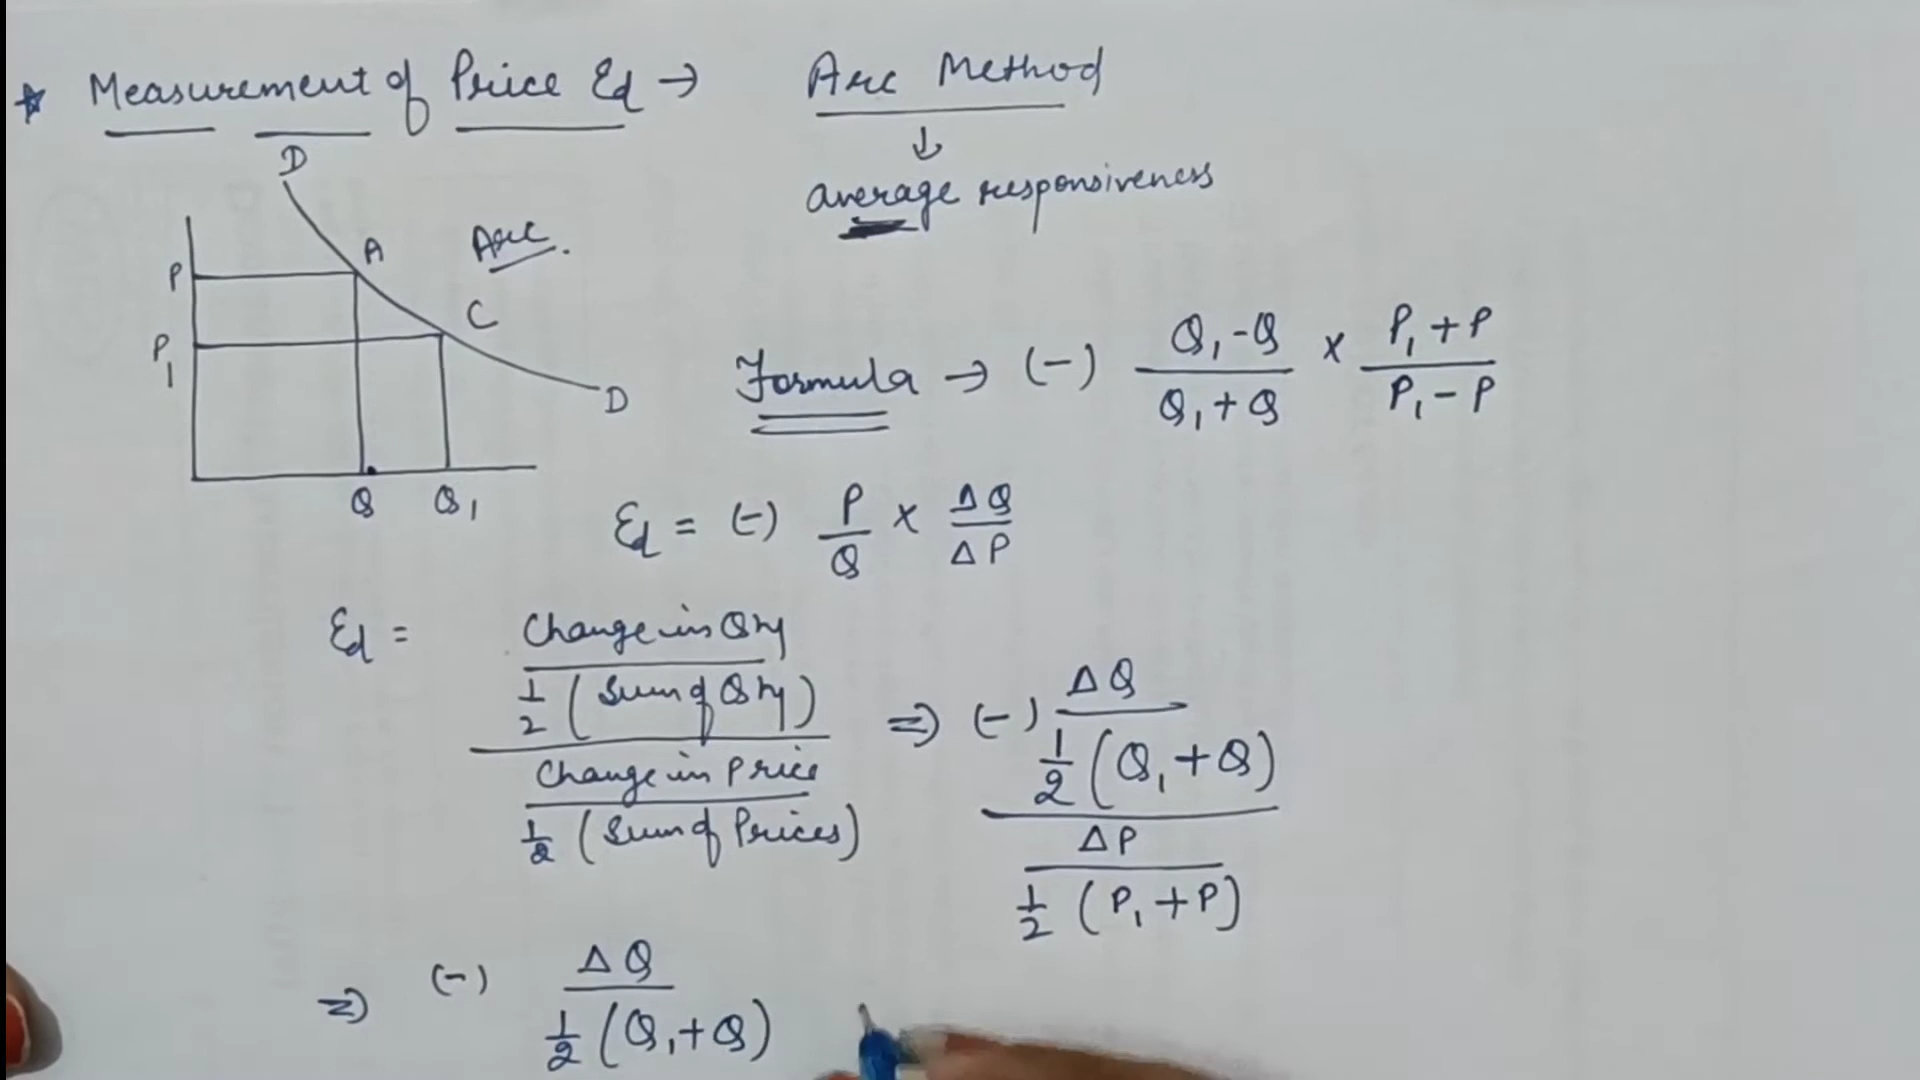 ★ Measurement of Price Ed → Arc Method
↓
average responsiveness
D
A
Arc.
P
C
P₁
D
Q Q₁
Formula → (-) (Q₁-Q)/(Q₁+Q) × (P₁+P)/(P₁-P)
Ed = (-) P/Q × ΔQ/ΔP
Ed = Change in Qty
1/2 (Sum of Qty)
Change in price
1/2 (Sum of Prices)
⇒ (-) ΔQ
1/2 (Q₁+Q)
ΔP
1/2 (P₁+P)
⇒ (-) ΔQ
1/2 (Q₁+Q)